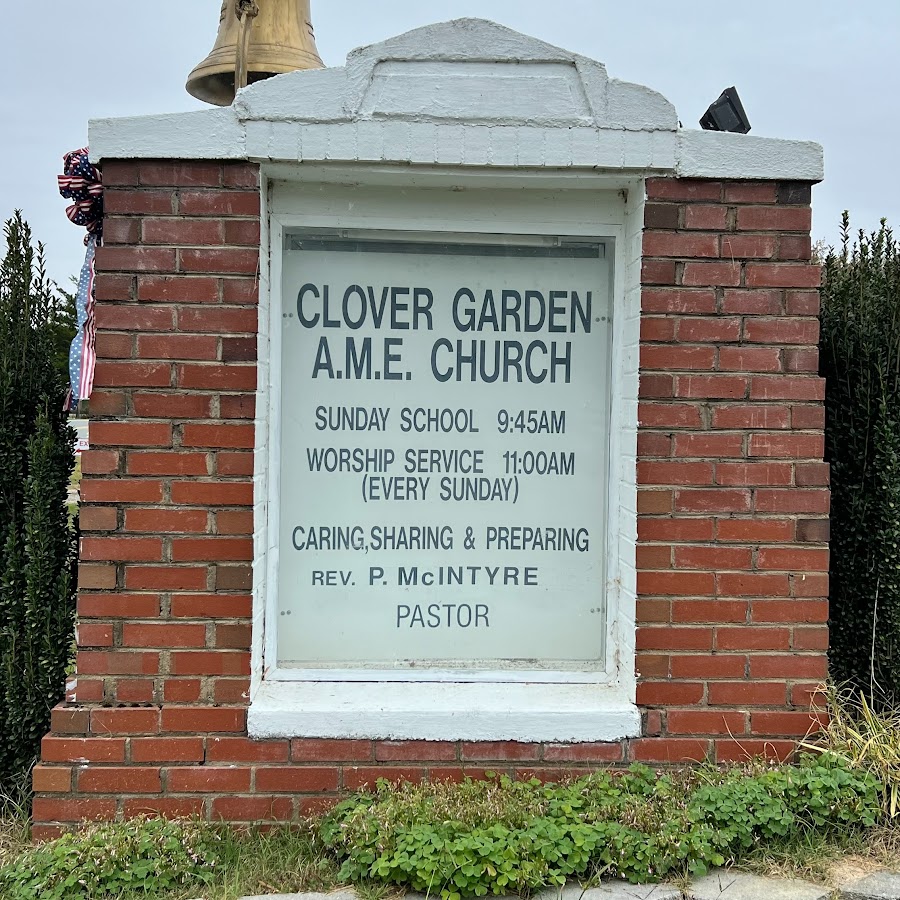 CLOVER GARDEN
A.M.E. CHURCH
SUNDAY SCHOOL 9:45AM
WORSHIP SERVICE 11:00AM
(EVERY SUNDAY)
CARING,SHARING & PREPARING
REV. P. McINTYRE
PASTOR